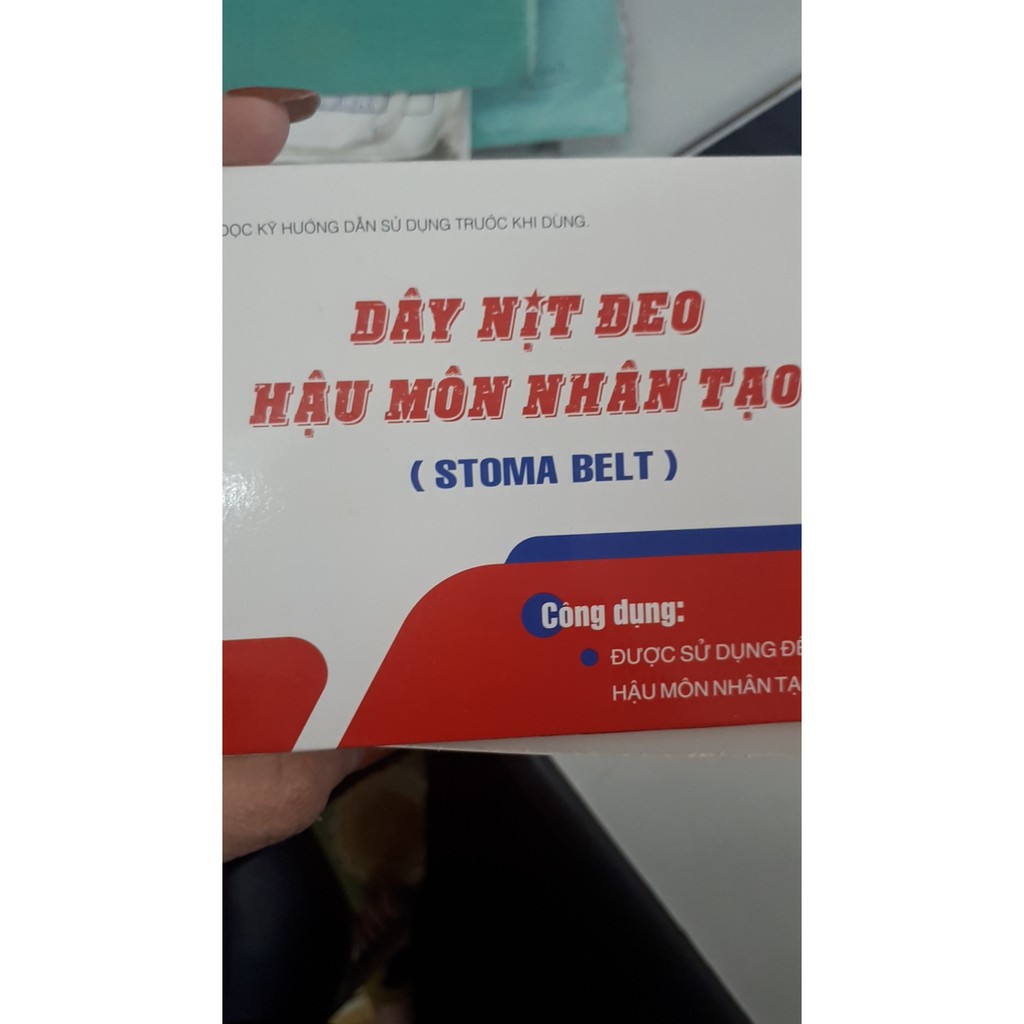 ĐỌC KỸ HƯỚNG DẪN SỬ DỤNG TRƯỚC KHI DÙNG.
DÂY NỊT ĐEO
HẬU MÔN NHÂN TẠO
( STOMA BELT )
Công dụng:
ĐƯỢC SỬ DỤNG ĐỂ
HẬU MÔN NHÂN TẠ